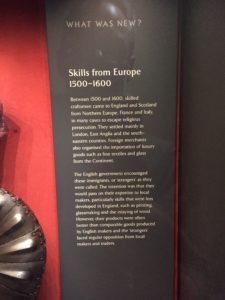 WHAT WAS NEW?
Skills from Europe
1500–1600
Between 1500 and 1600, skilled
craftsmen came to England and Scotland
from Northern Europe, France and Italy,
in many cases to escape religious
persecution. They settled mainly in
London, East Anglia and the south-
eastern counties. Foreign merchants
also organised the importation of luxury
goods such as fine textiles and glass
from the Continent.
The English government encouraged
these immigrants, or 'strangers' as they
were called. The intention was that they
would pass on their expertise to local
makers, particularly skills that were less
developed in England, such as printing,
glassmaking and the inlaying of wood.
However, their products were often
better than comparable goods produced
by English makers and the 'strangers'
faced regular opposition from local
makers and traders.